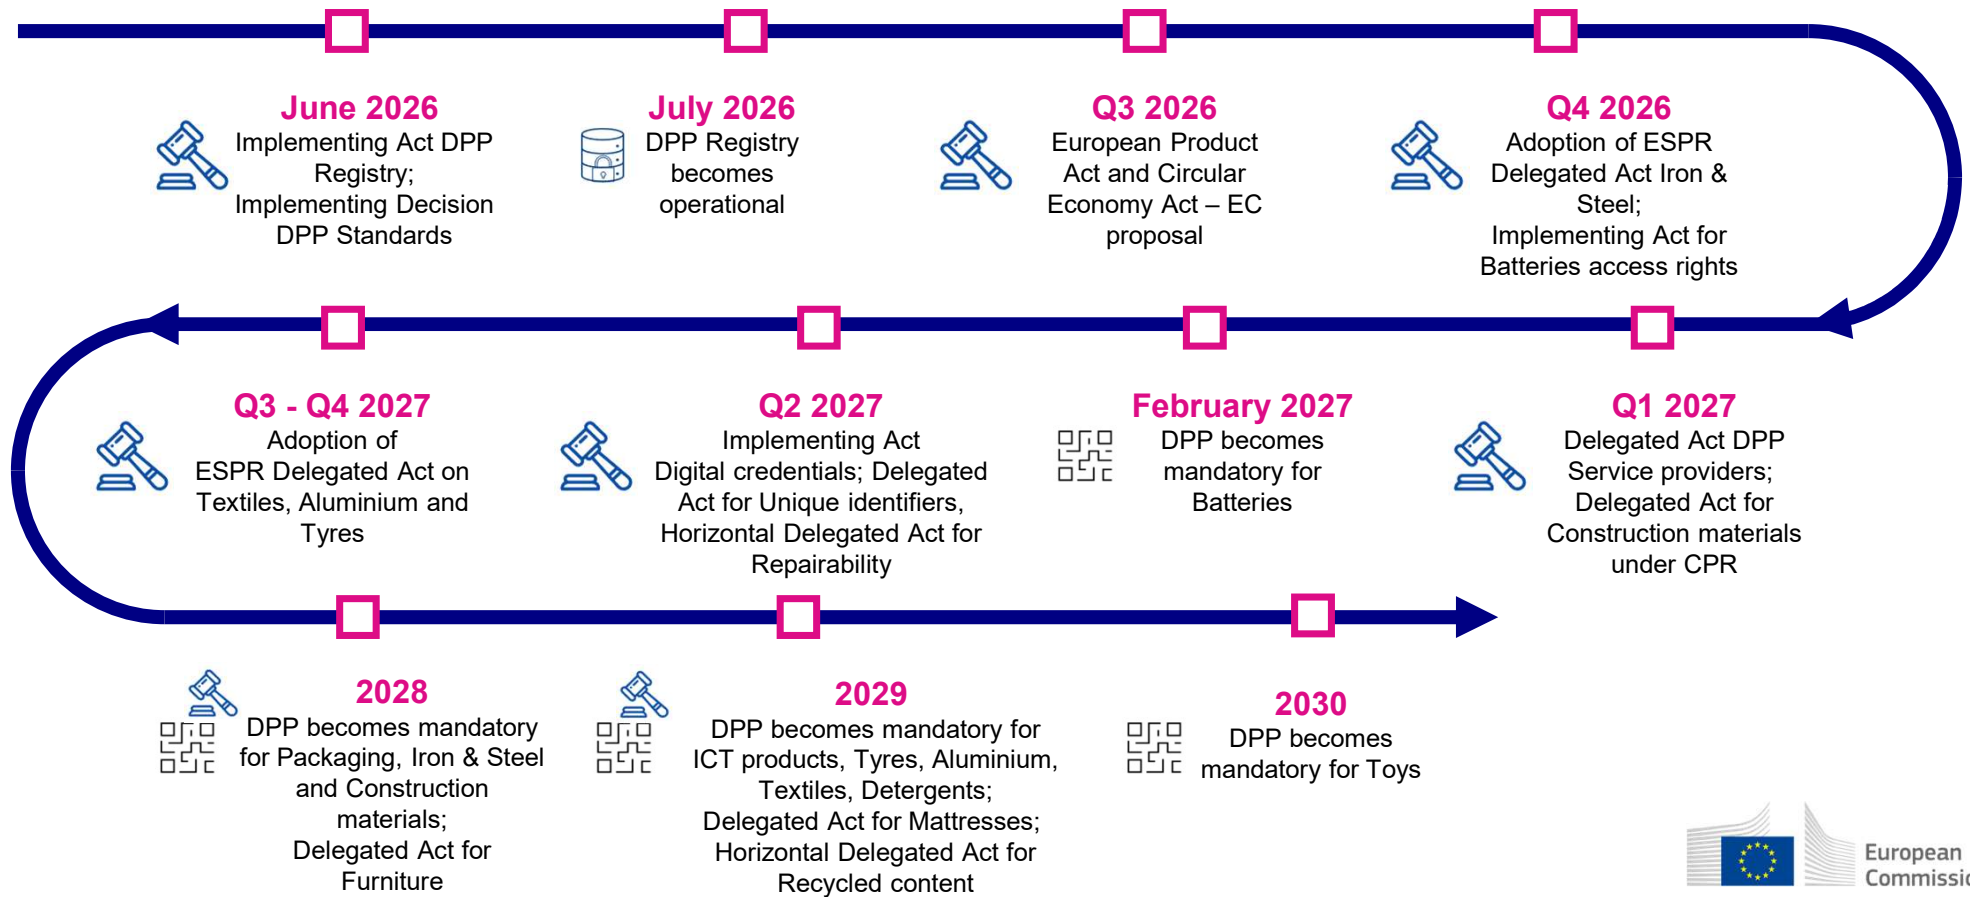 June 2026
Implementing Act DPP
Registry;
Implementing Decision
DPP Standards
July 2026
DPP Registry
becomes
operational
Q3 2026
European Product
Act and Circular
Economy Act – EC
proposal
Q4 2026
Adoption of ESPR
Delegated Act Iron &
Steel;
Implementing Act for
Batteries access rights
Q3 - Q4 2027
Adoption of
ESPR Delegated Act on
Textiles, Aluminium and
Tyres
Q2 2027
Implementing Act
Digital credentials; Delegated
Act for Unique identifiers,
Horizontal Delegated Act for
Repairability
February 2027
DPP becomes
mandatory for
Batteries
Q1 2027
Delegated Act DPP
Service providers;
Delegated Act for
Construction materials
under CPR
2028
DPP becomes mandatory
for Packaging, Iron & Steel
and Construction
materials;
Delegated Act for
Furniture
2029
DPP becomes mandatory for
ICT products, Tyres, Aluminium,
Textiles, Detergents;
Delegated Act for Mattresses;
Horizontal Delegated Act for
Recycled content
2030
DPP becomes
mandatory for Toys
European
Commissi